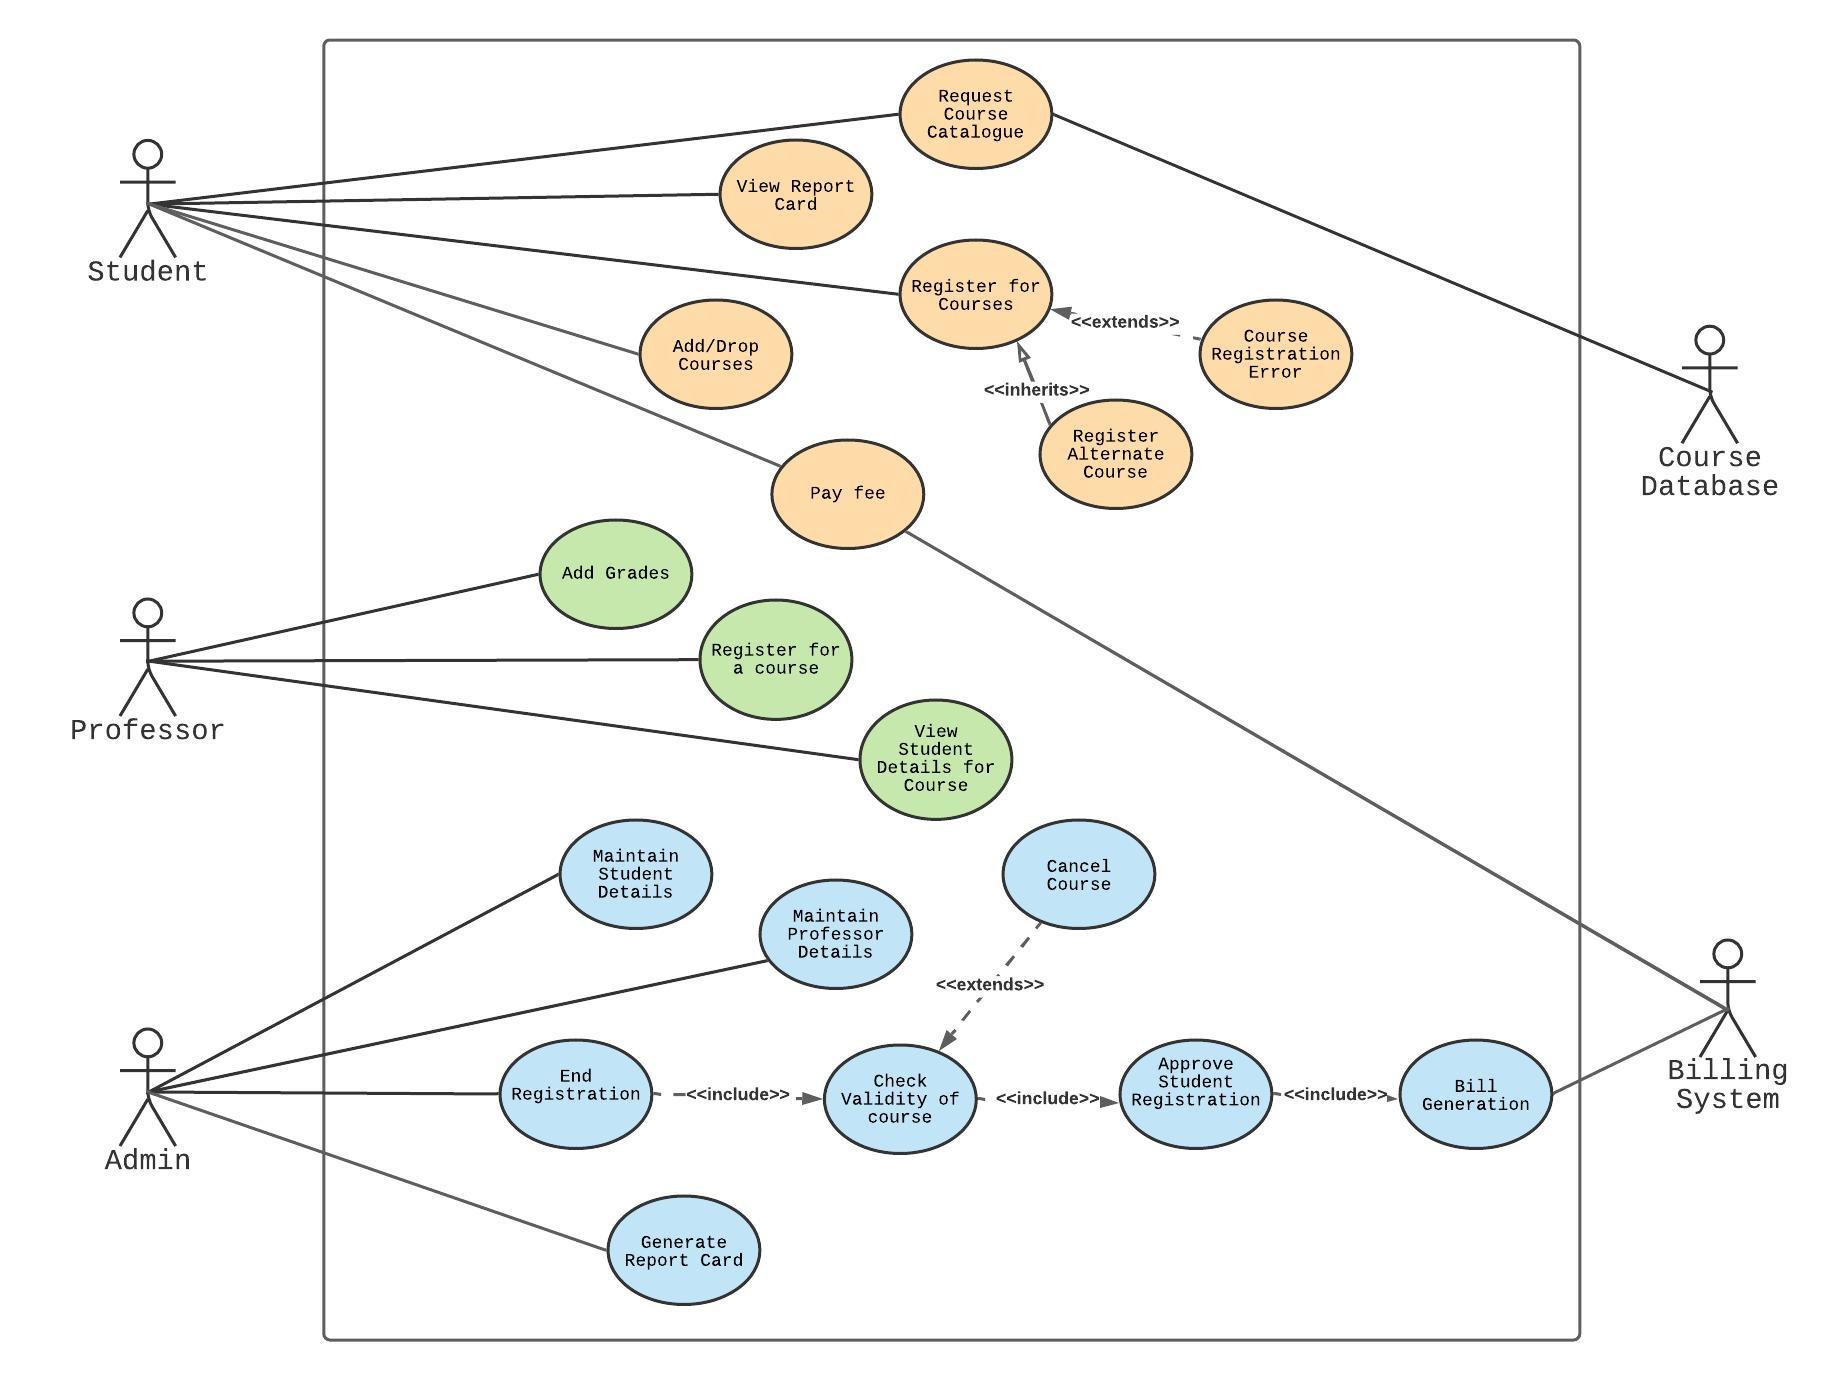 Request
Course
Catalogue
View Report
Card
Student
Register for
Courses
<<extends>>
Course
Registration
Error
Add/Drop
Courses
<<inherits>>
Register
Alternate
Course
Course
Database
Pay fee
Add Grades
Register for
a course
Professor
View
Student
Details for
Course
Maintain
Student
Details
Cancel
Course
Maintain
Professor
Details
<<extends>>
End
Registration
<<include>>
Check
Validity of
course
<<include>>
Approve
Student
Registration
<<include>>
Bill
Generation
Billing
System
Admin
Generate
Report Card